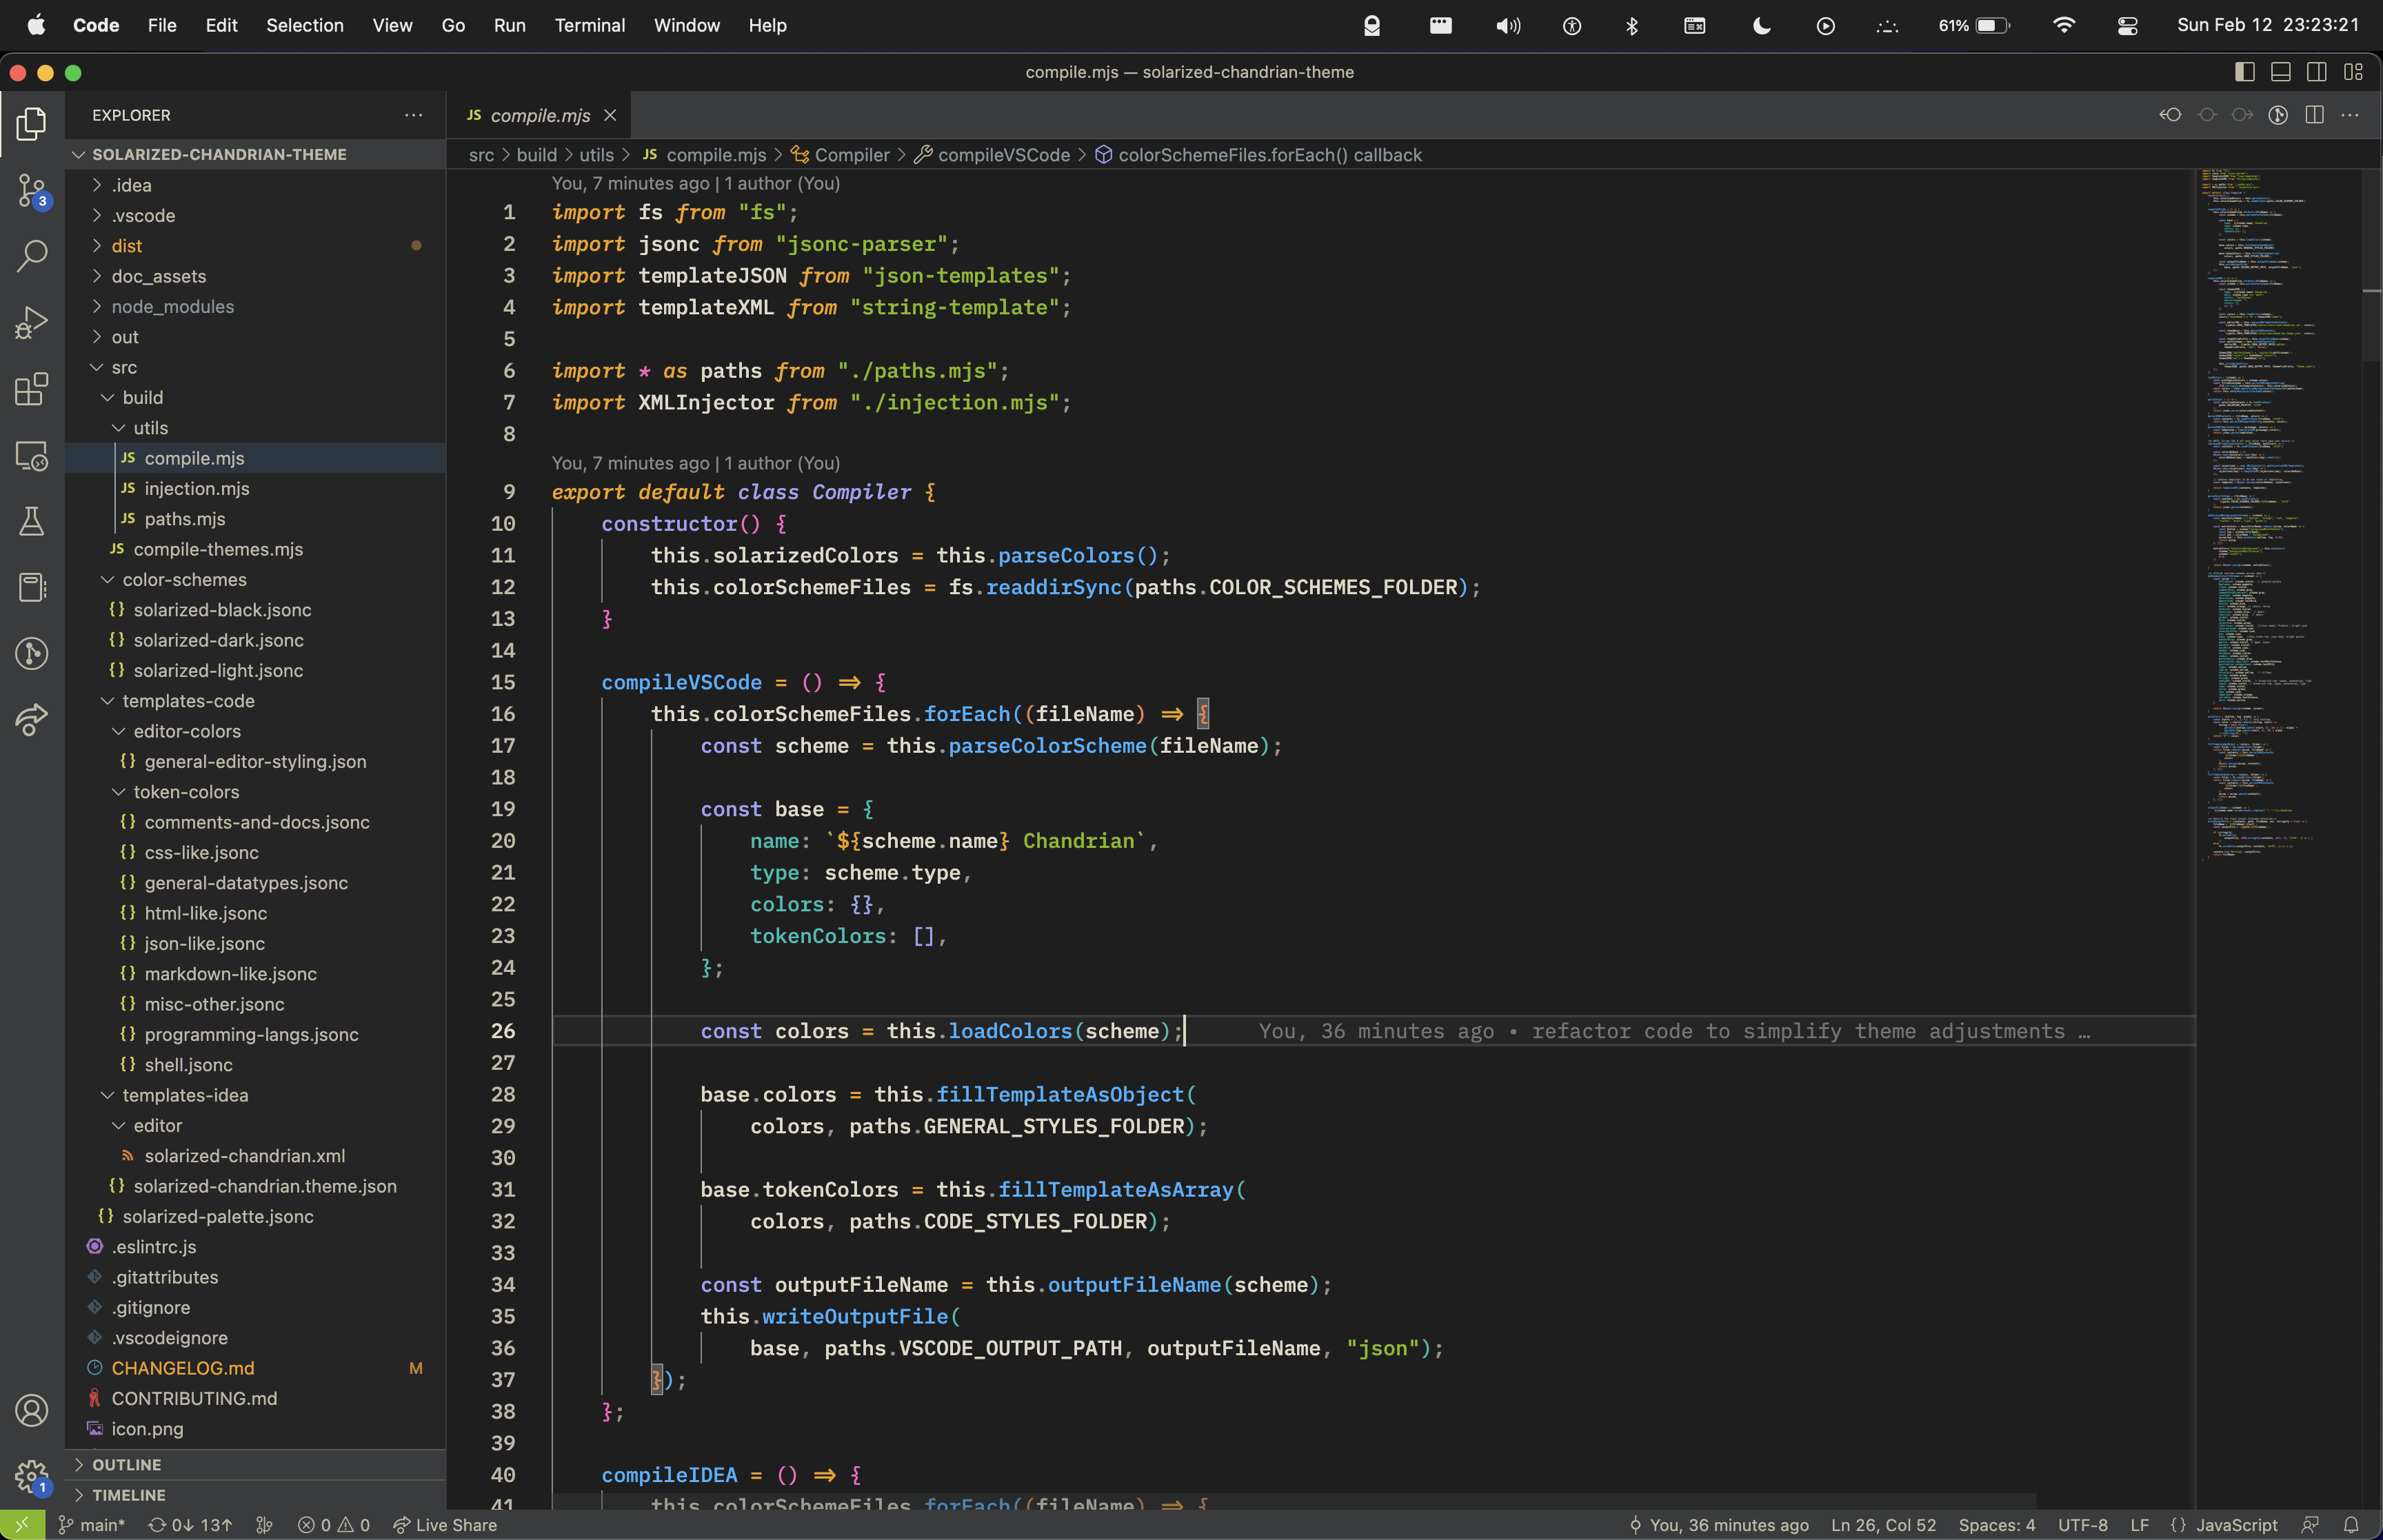 Code File Edit Selection View Go Run Terminal Window Help 61% Sun Feb 12 23:23:21
compile.mjs — solarized-chandrian-theme
EXPLORER
SOLARIZED-CHANDRIAN-THEME
.idea
.vscode
dist
doc_assets
node_modules
out
src
build
utils
JS compile.mjs
JS injection.mjs
JS paths.mjs
JS compile-themes.mjs
color-schemes
{} solarized-black.jsonc
{} solarized-dark.jsonc
{} solarized-light.jsonc
templates-code
editor-colors
{} general-editor-styling.json
token-colors
{} comments-and-docs.jsonc
{} css-like.jsonc
{} general-datatypes.jsonc
{} html-like.jsonc
{} json-like.jsonc
{} markdown-like.jsonc
{} misc-other.jsonc
{} programming-langs.jsonc
{} shell.jsonc
templates-idea
editor
solarized-chandrian.xml
{} solarized-chandrian.theme.json
{} solarized-palette.jsonc
.eslintrc.js
.gitattributes
.gitignore
.vscodeignore
CHANGELOG.md M
CONTRIBUTING.md
icon.png
OUTLINE
TIMELINE
3
1
JS compile.mjs
src > build > utils > JS compile.mjs > Compiler > compileVSCode > colorSchemeFiles.forEach() callback
You, 7 minutes ago | 1 author (You)
1 import fs from "fs";
2 import jsonc from "jsonc-parser";
3 import templateJSON from "json-templates";
4 import templateXML from "string-template";
5
6 import * as paths from "./paths.mjs";
7 import XMLInjector from "./injection.mjs";
8
You, 7 minutes ago | 1 author (You)
9 export default class Compiler {
10 constructor() {
11 this.solarizedColors = this.parseColors();
12 this.colorSchemeFiles = fs.readdirSync(paths.COLOR_SCHEMES_FOLDER);
13 }
14
15 compileVSCode = () => {
16 this.colorSchemeFiles.forEach((fileName) => {
17 const scheme = this.parseColorScheme(fileName);
18
19 const base = {
20 name: `${scheme.name} Chandrian`,
21 type: scheme.type,
22 colors: {},
23 tokenColors: [],
24 };
25
26 const colors = this.loadColors(scheme); You, 36 minutes ago • refactor code to simplify theme adjustments …
27
28 base.colors = this.fillTemplateAsObject(
29 colors, paths.GENERAL_STYLES_FOLDER);
30
31 base.tokenColors = this.fillTemplateAsArray(
32 colors, paths.CODE_STYLES_FOLDER);
33
34 const outputFileName = this.outputFileName(scheme);
35 this.writeOutputFile(
36 base, paths.VSCODE_OUTPUT_PATH, outputFileName, "json");
37 });
38 };
39
40 compileIDEA = () => {
41 this.colorSchemeFiles.forEach((fileName) => {
main* 0↓ 13↑ 0 0 Live Share You, 36 minutes ago Ln 26, Col 52 Spaces: 4 UTF-8 LF {} JavaScript